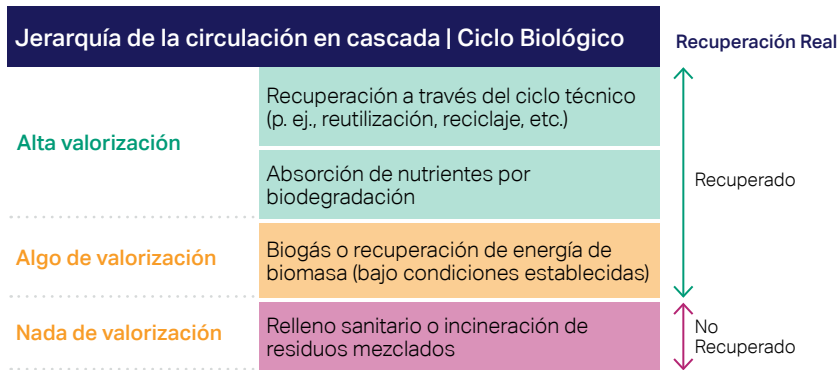 Jerarquía de la circulación en cascada | Ciclo Biológico
Recuperación Real
Alta valorización
Recuperación a través del ciclo técnico
(p. ej., reutilización, reciclaje, etc.)
Absorción de nutrientes por
biodegradación
Recuperado
Algo de valorización
Biogás o recuperación de energía de
biomasa (bajo condiciones establecidas)
Nada de valorización
Relleno sanitario o incineración de
residuos mezclados
No
Recuperado